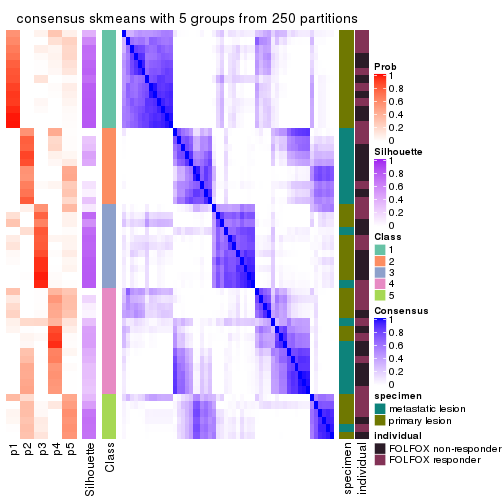 consensus skmeans with 5 groups from 250 partitions
Prob
1
0.8
0.6
0.4
0.2
0
Silhouette
1
0.8
0.6
0.4
0.2
0
Class
1
2
3
4
5
Consensus
1
0.8
0.6
0.4
0.2
0
specimen
metastatic lesion
primary lesion
individual
FOLFOX non-responder
FOLFOX responder
p1
p2
p3
p4
p5
Silhouette
Class
specimen
individual